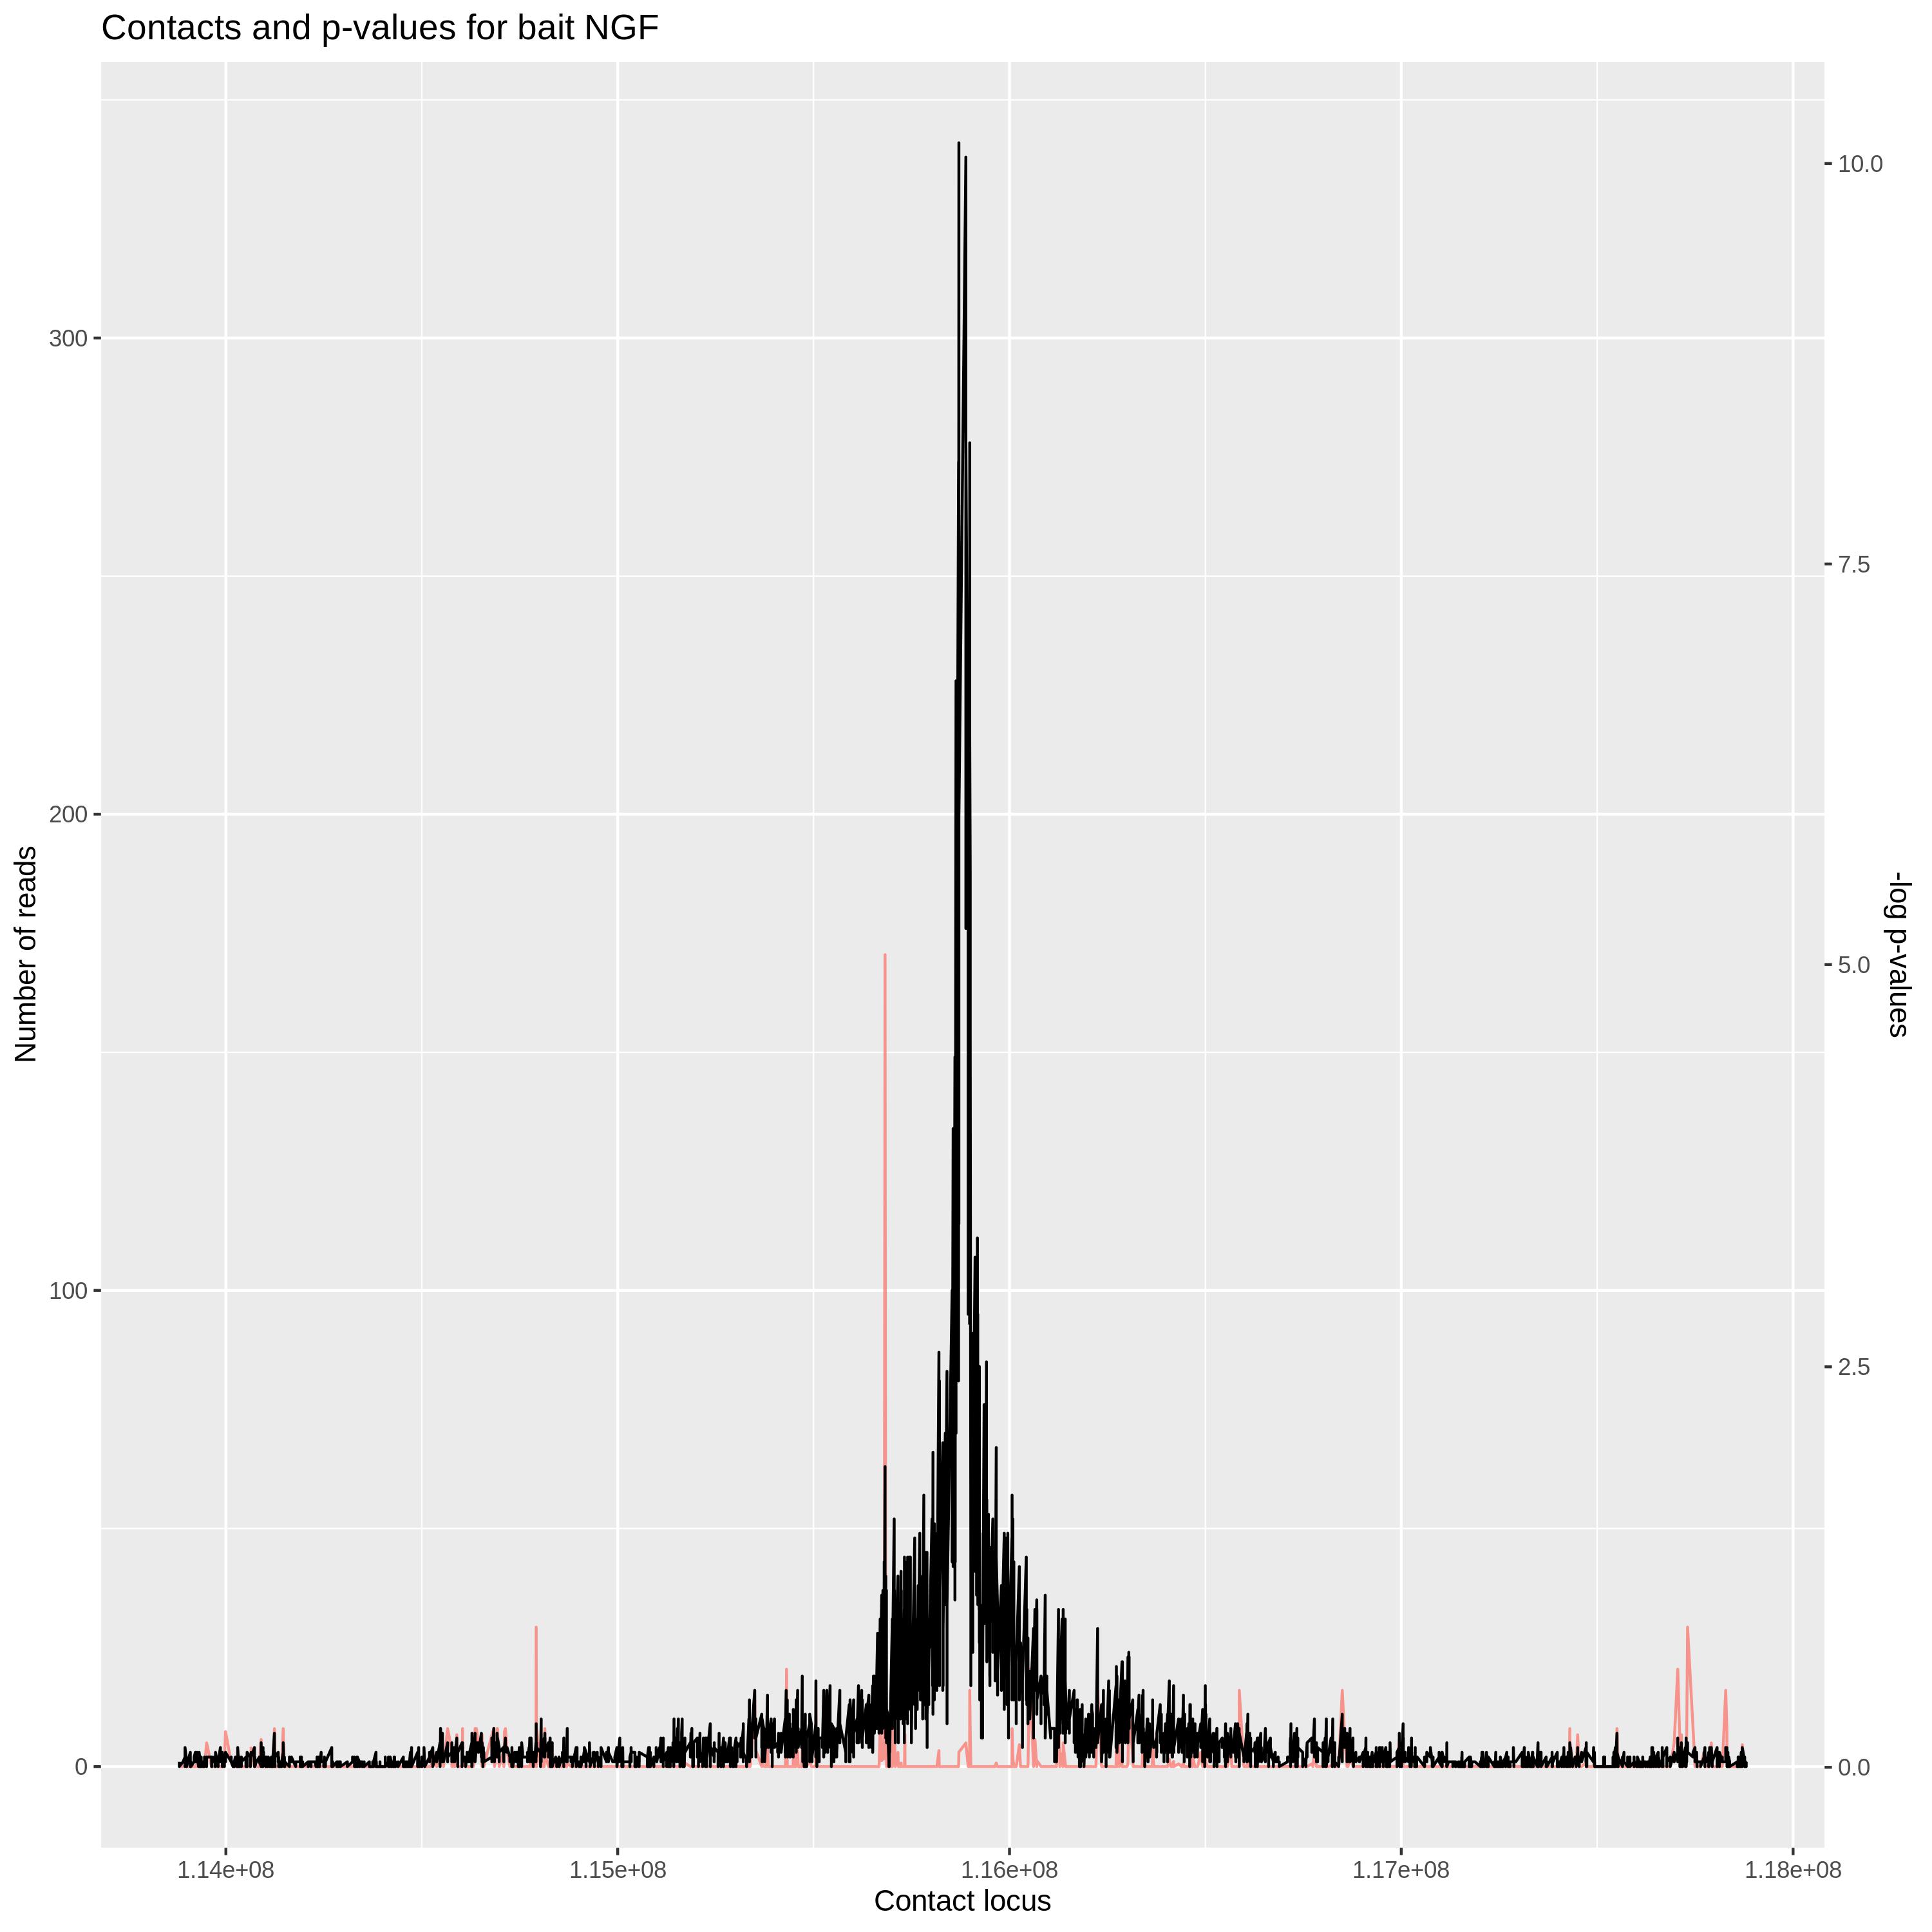 Contacts and p-values for bait NGF
Number of reads
300
200
100
0
10.0
7.5
5.0
2.5
0.0
-log p-values
1.14e+08
1.15e+08
1.16e+08
1.17e+08
1.18e+08
Contact locus